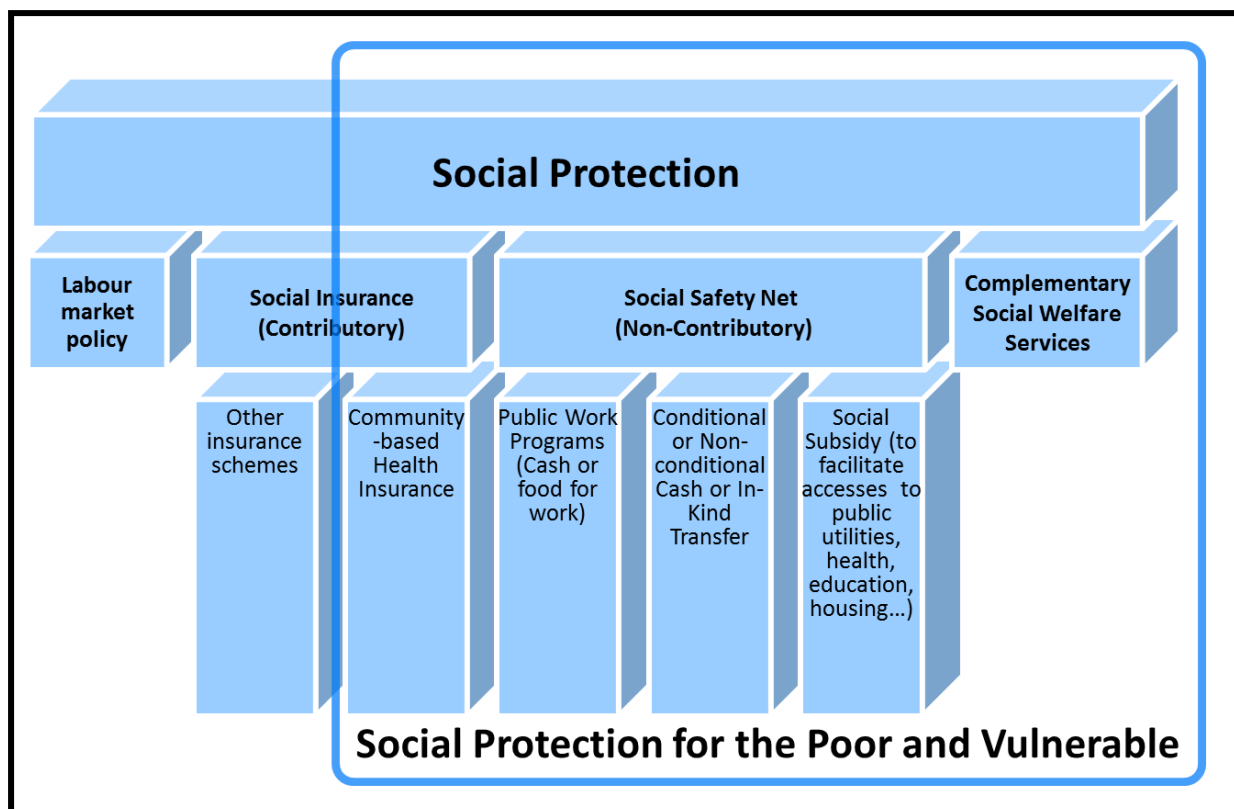 Social Protection
Labour
market
policy
Social Insurance
(Contributory)
Social Safety Net
(Non-Contributory)
Complementary
Social Welfare
Services
Other
insurance
schemes
Community
-based
Health
Insurance
Public Work
Programs
(Cash or
food for
work)
Conditional
or Non-
conditional
Cash or In-
Kind
Transfer
Social
Subsidy (to
facilitate
accesses to
public
utilities,
health,
education,
housing...)
Social Protection for the Poor and Vulnerable